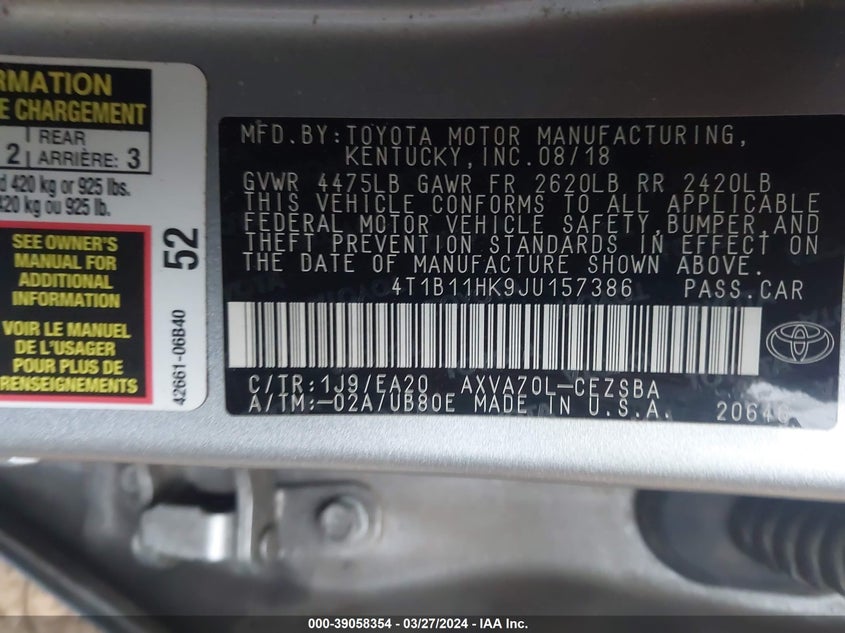 RMATION
E CHARGEMENT
2 REAR
ARRIÈRE: 3
d 420 kg or 925 lbs.
420 kg ou 925 lb.
SEE OWNER'S
MANUAL FOR
ADDITIONAL
INFORMATION
VOIR LE MANUEL
DE L'USAGER
POUR PLUS DE
RENSEIGNEMENTS
52
42661-06B40
MFD.BY:TOYOTA MOTOR MANUFACTURING,
KENTUCKY,INC.08/18
GVWR 4475LB GAWR FR 2620LB RR 2420LB
THIS VEHICLE CONFORMS TO ALL APPLICABLE
FEDERAL MOTOR VEHICLE SAFETY,BUMPER,AND
THEFT PREVENTION STANDARDS IN EFFECT ON
THE DATE OF MANUFACTURE SHOWN ABOVE.
4T1B11HK9JU157386 PASS.CAR
C/TR:1J9/EA20 AXVA70L-CEZSBA
A/TM:-02A/UB80E MADE IN U.S.A. 20646
000-39058354 - 03/27/2024 - IAA Inc.